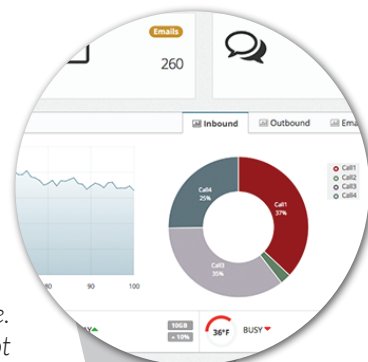 Emails
260
Inbound
Outbound
Call4
25%
Call1
37%
Call3
35%
Call1
Call2
Call3
Call4
80
90
100
10GB
+ 10%
36°F
BUSY